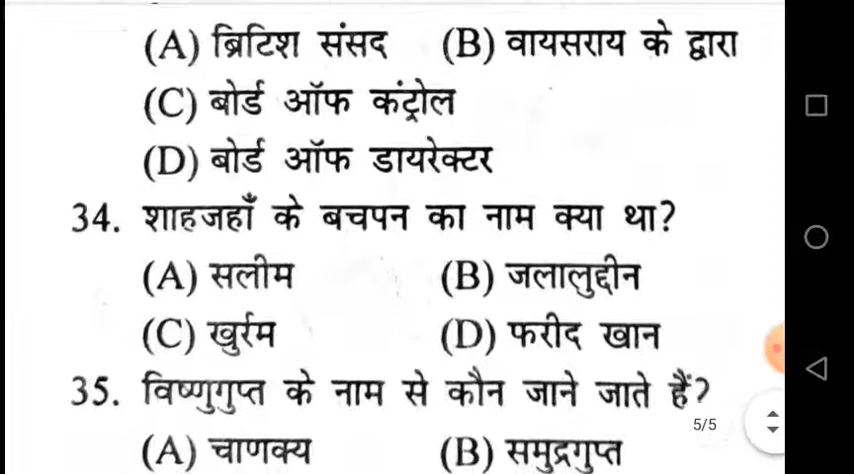 (A) ब्रिटिश संसद (B) वायसराय के द्वारा
(C) बोर्ड ऑफ कंट्रोल
(D) बोर्ड ऑफ डायरेक्टर
34. शाहजहाँ के बचपन का नाम क्या था?
(A) सलीम (B) जलालुद्दीन
(C) खुर्रम (D) फरीद खान
35. विष्णुगुप्त के नाम से कौन जाने जाते हैं?
5/5
(A) चाणक्य (B) समुद्रगुप्त